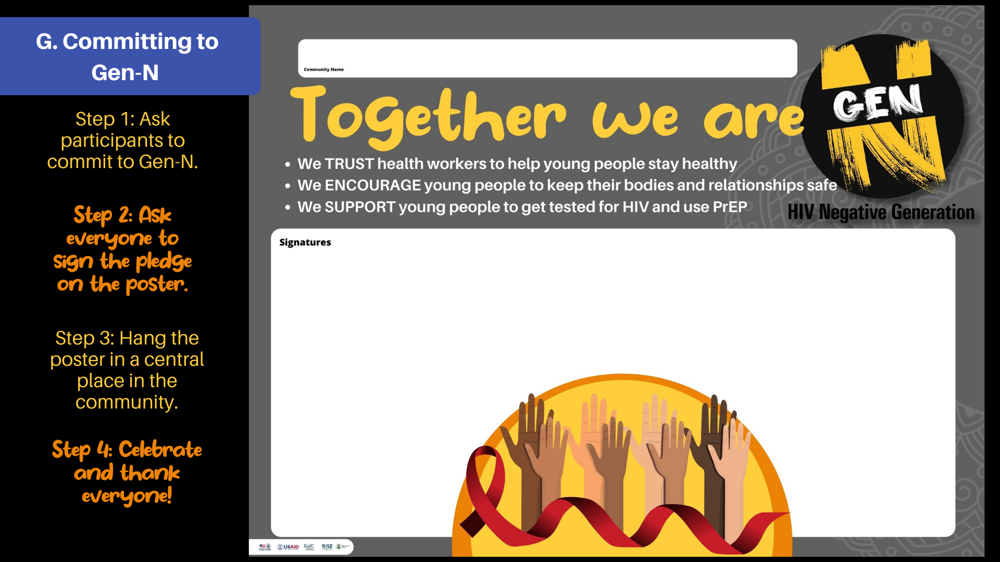 G. Committing to
Gen-N
Step 1: Ask
participants to
commit to Gen-N.
Step 2: Ask
everyone to
sign the pledge
on the poster.
Step 3: Hang the
poster in a central
place in the
community.
Step 4: Celebrate
and thank
everyone!
Community Name
Together we are
GEN
N
HIV Negative Generation
• We TRUST health workers to help young people stay healthy
• We ENCOURAGE young people to keep their bodies and relationships safe
• We SUPPORT young people to get tested for HIV and use PrEP
Signatures
PEPFAR
USAID
EpiC
RISE